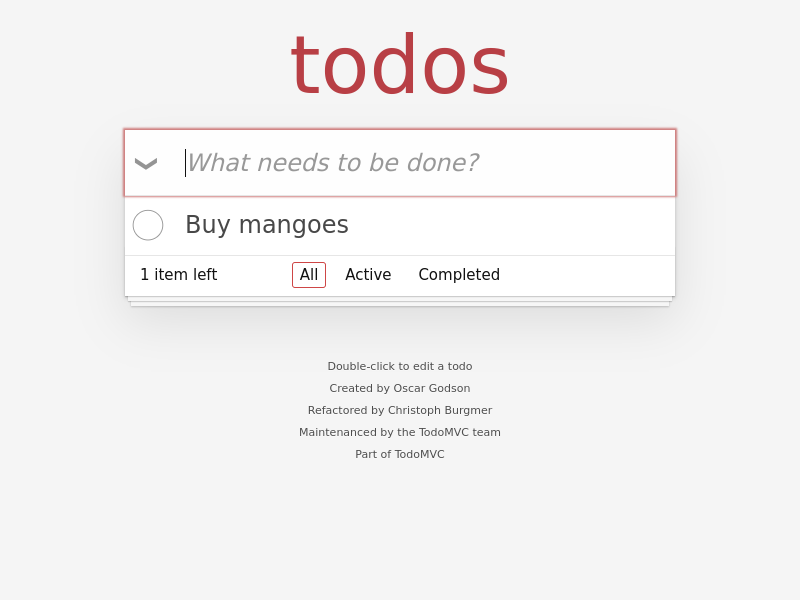 todos
What needs to be done?
Buy mangoes
1 item left All Active Completed
Double-click to edit a todo
Created by Oscar Godson
Refactored by Christoph Burgmer
Maintenanced by the TodoMVC team
Part of TodoMVC